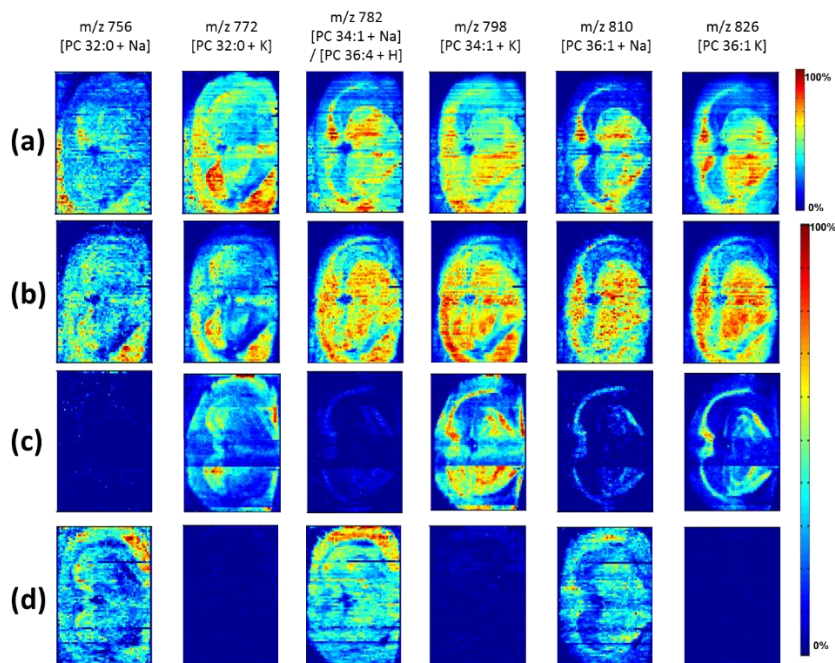 m/z 756
[PC 32:0 + Na]
m/z 772
[PC 32:0 + K]
m/z 782
[PC 34:1 + Na]
/ [PC 36:4 + H]
m/z 798
[PC 34:1 + K]
m/z 810
[PC 36:1 + Na]
m/z 826
[PC 36:1 K]
(a)
100%
0%
(b)
100%
(c)
(d)
0%